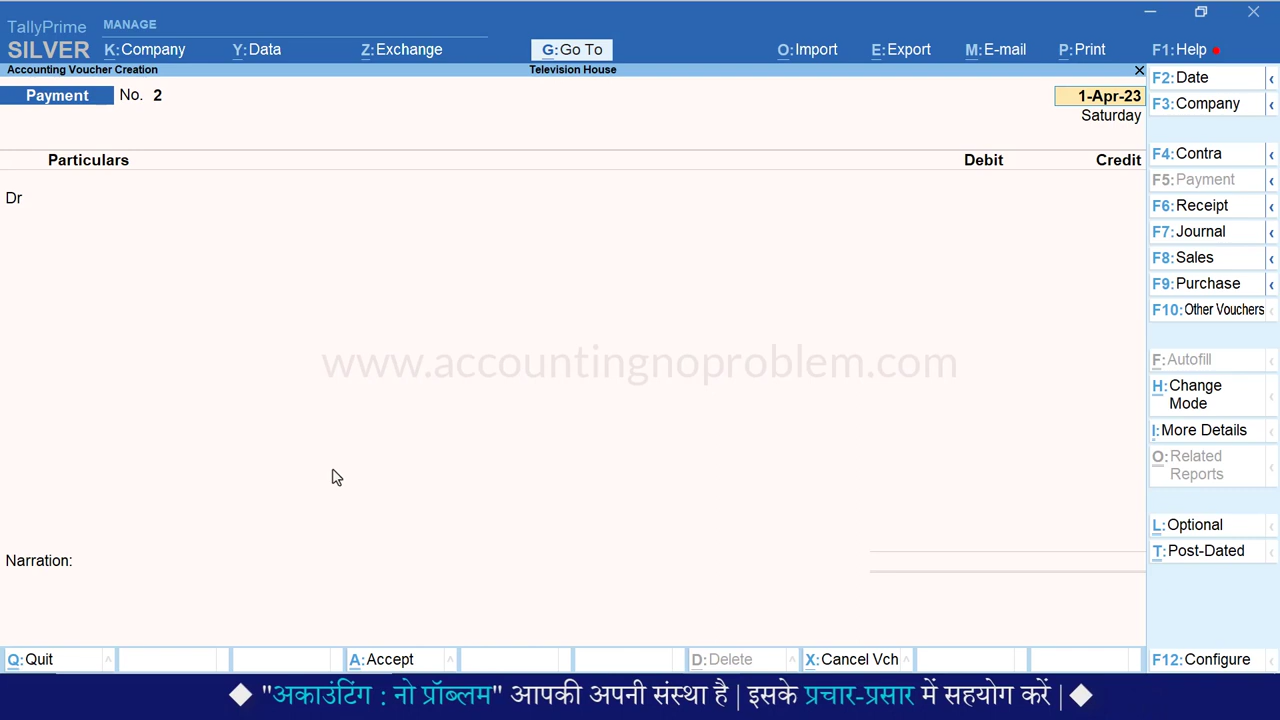 TallyPrime MANAGE
SILVER K:Company Y:Data Z:Exchange G:Go To O:Import E:Export M:E-mail P:Print F1:Help
Accounting Voucher Creation Television House
Payment No. 2 1-Apr-23
Saturday
Particulars Debit Credit
Dr
www.accountingnoproblem.com
Narration:
F2:Date
F3:Company
F4:Contra
F5:Payment
F6:Receipt
F7:Journal
F8:Sales
F9:Purchase
F10:Other Vouchers
F:Autofill
H:Change
Mode
I:More Details
O:Related
Reports
L:Optional
T:Post-Dated
Q:Quit A:Accept D:Delete X:Cancel Vch F12:Configure
"अकाउंटिंग : नो प्रॉब्लम" आपकी अपनी संस्था है | इसके प्रचार-प्रसार में सहयोग करें |